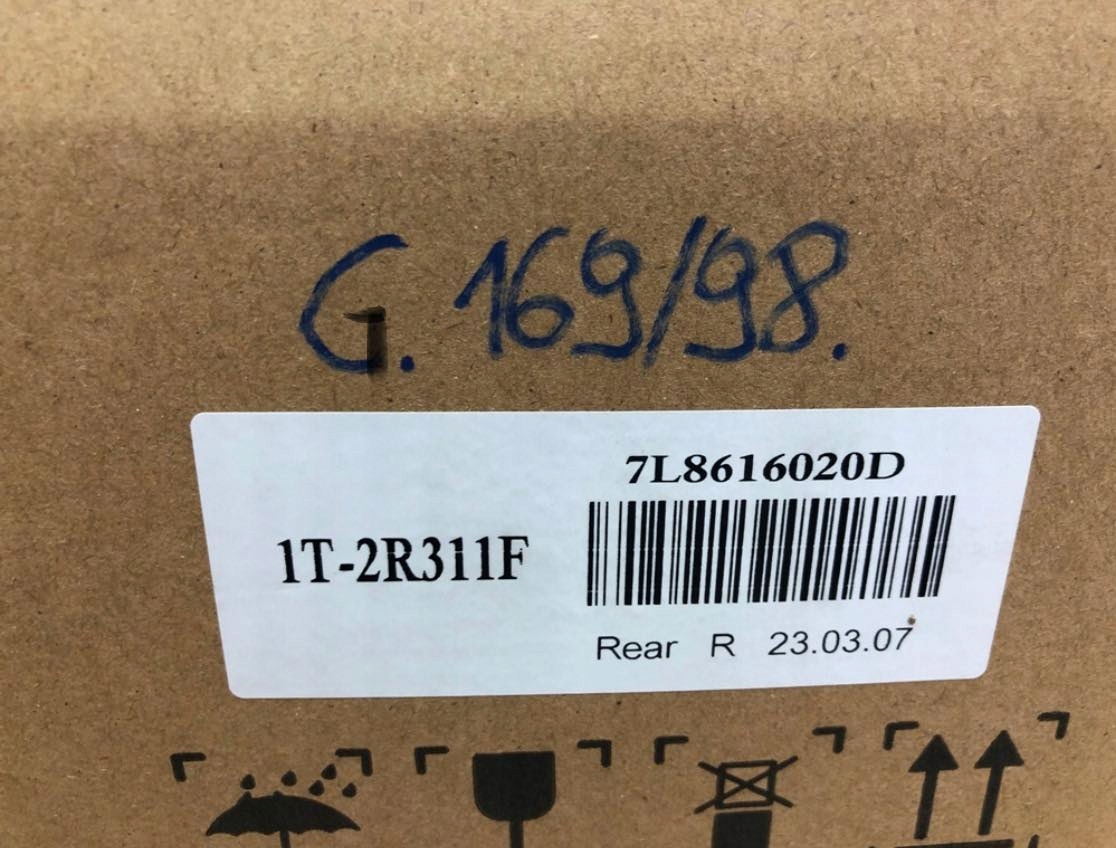 G. 169/98.
7L8616020D
1T-2R311F
Rear R 23.03.07